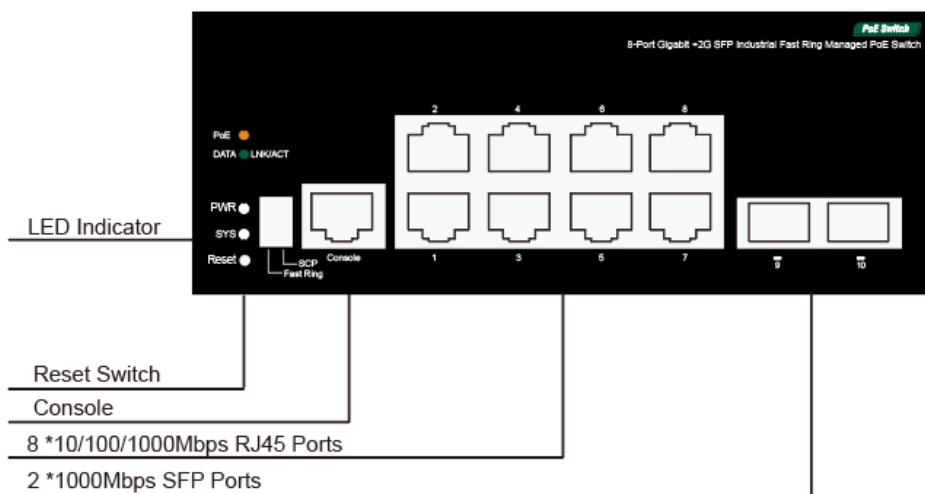 PoE Switch
8-Port Gigabit +2G SFP Industrial Fast Ring Managed PoE Switch
2 4 6 8
PoE
DATA LNK/ACT
PWR
SYS
Reset
SCP
Fast Ring
Console
1 3 5 7
9 10
LED Indicator
Reset Switch
Console
8 *10/100/1000Mbps RJ45 Ports
2 *1000Mbps SFP Ports